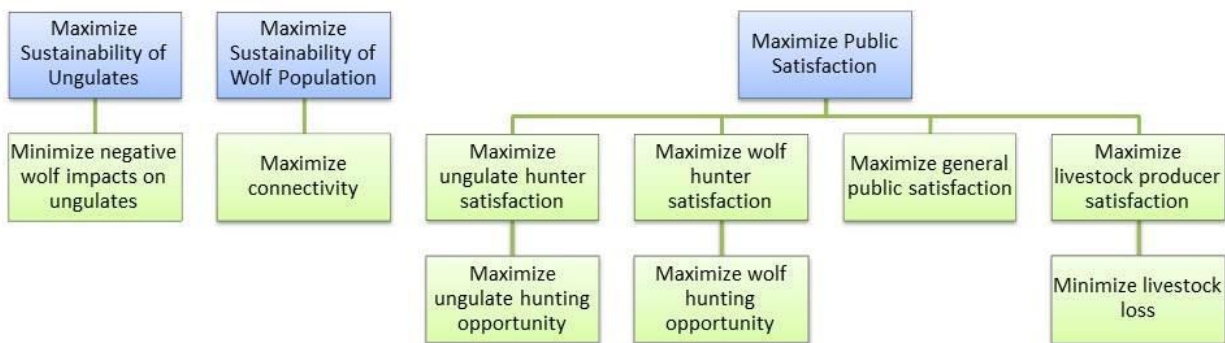 Maximize
Sustainability of
Ungulates
Maximize
Sustainability of
Wolf Population
Maximize Public
Satisfaction
Minimize negative
wolf impacts on
ungulates
Maximize
connectivity
Maximize
ungulate hunter
satisfaction
Maximize wolf
hunter
satisfaction
Maximize general
public satisfaction
Maximize
livestock producer
satisfaction
Maximize
ungulate hunting
opportunity
Maximize wolf
hunting
opportunity
Minimize livestock
loss